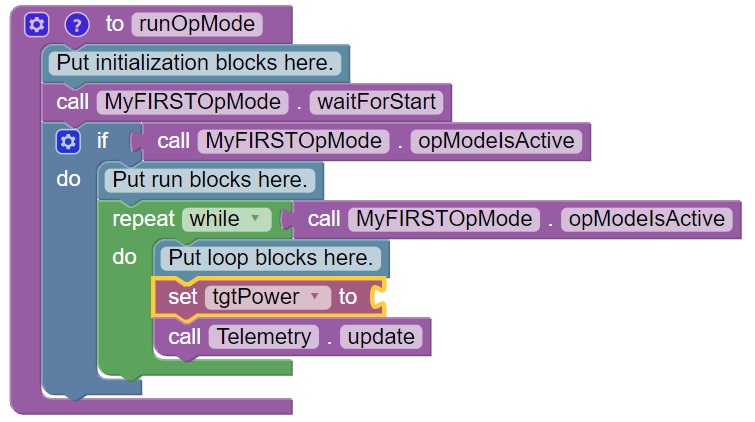 ? to runOpMode
Put initialization blocks here.
call MyFIRSTOpMode . waitForStart
if call MyFIRSTOpMode . opModeIsActive
do Put run blocks here.
repeat while call MyFIRSTOpMode . opModeIsActive
do Put loop blocks here.
set tgtPower to
call Telemetry . update